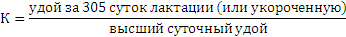 К = удой за 305 суток лактации (или укороченную)
высший суточный удой